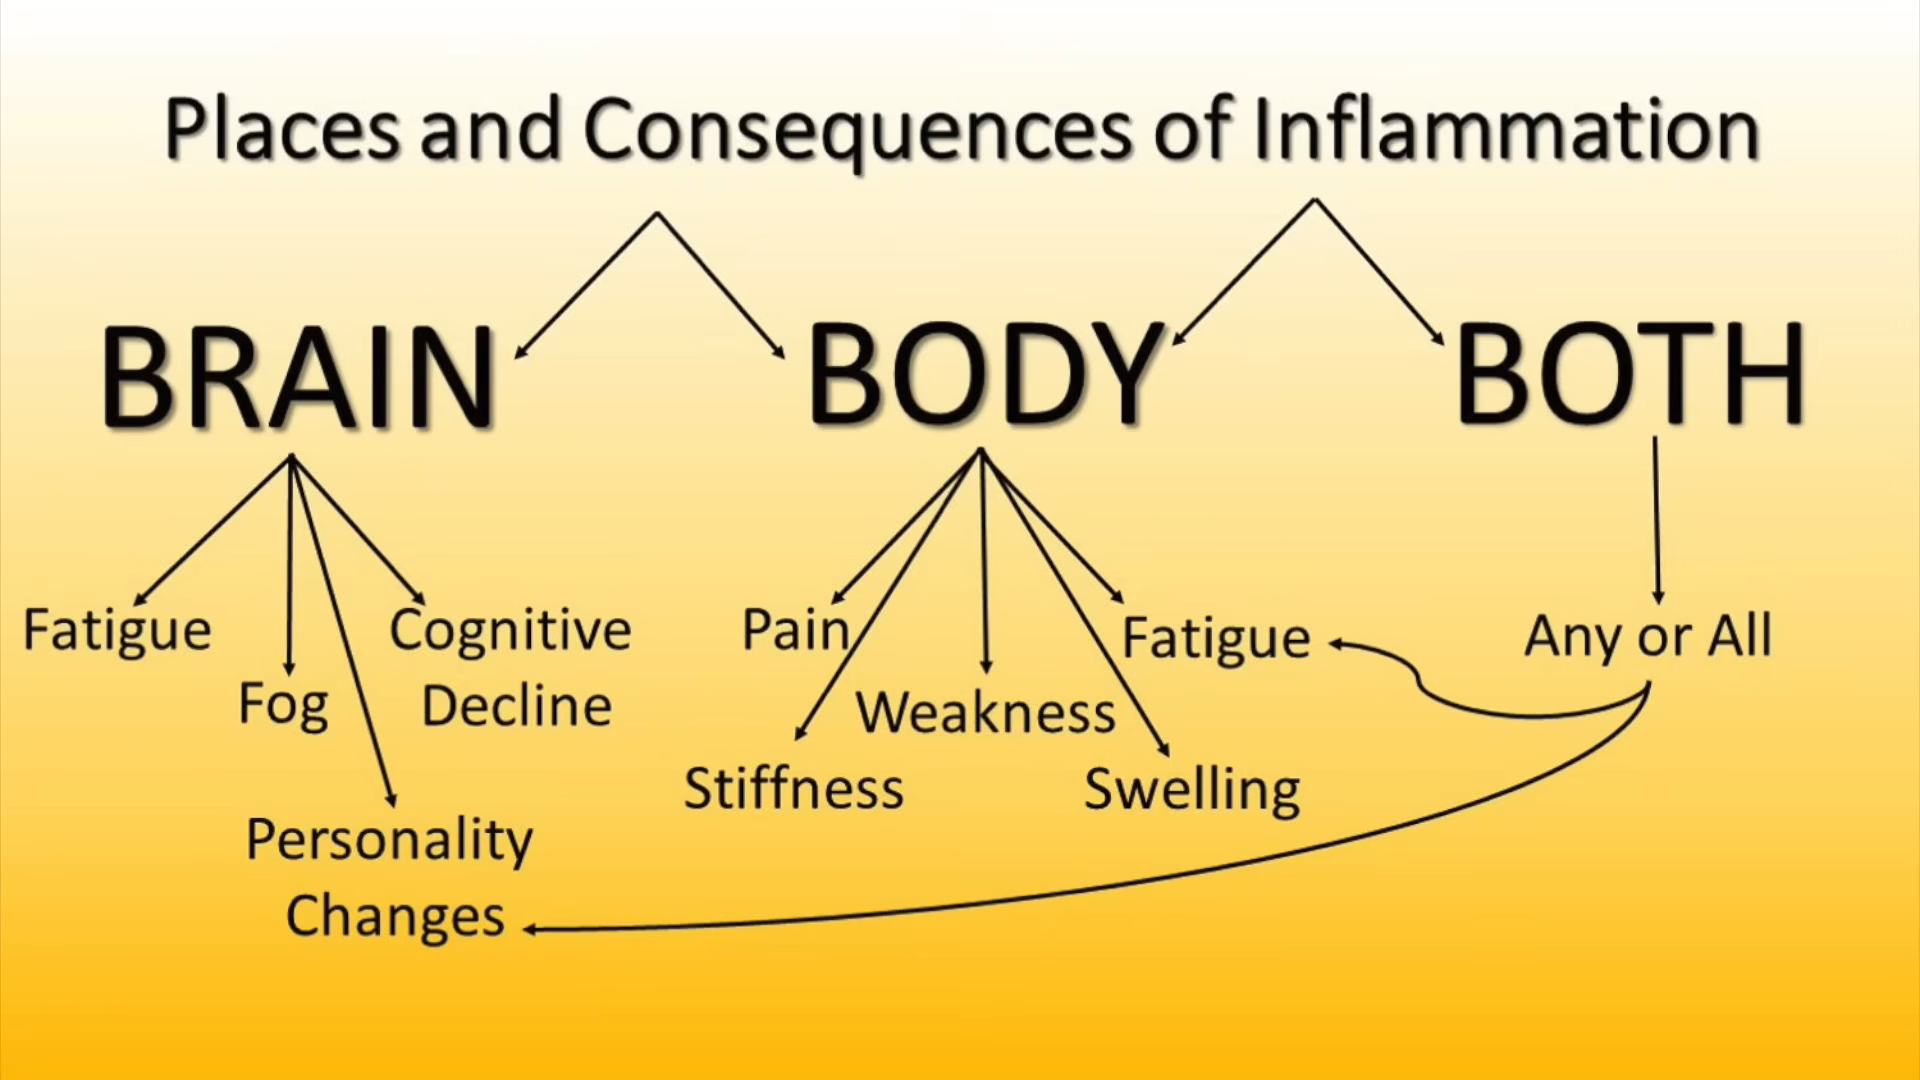 Places and Consequences of Inflammation
BRAIN
BODY
BOTH
Fatigue
Fog
Cognitive
Decline
Personality
Changes
Pain
Stiffness
Weakness
Swelling
Fatigue
Any or All